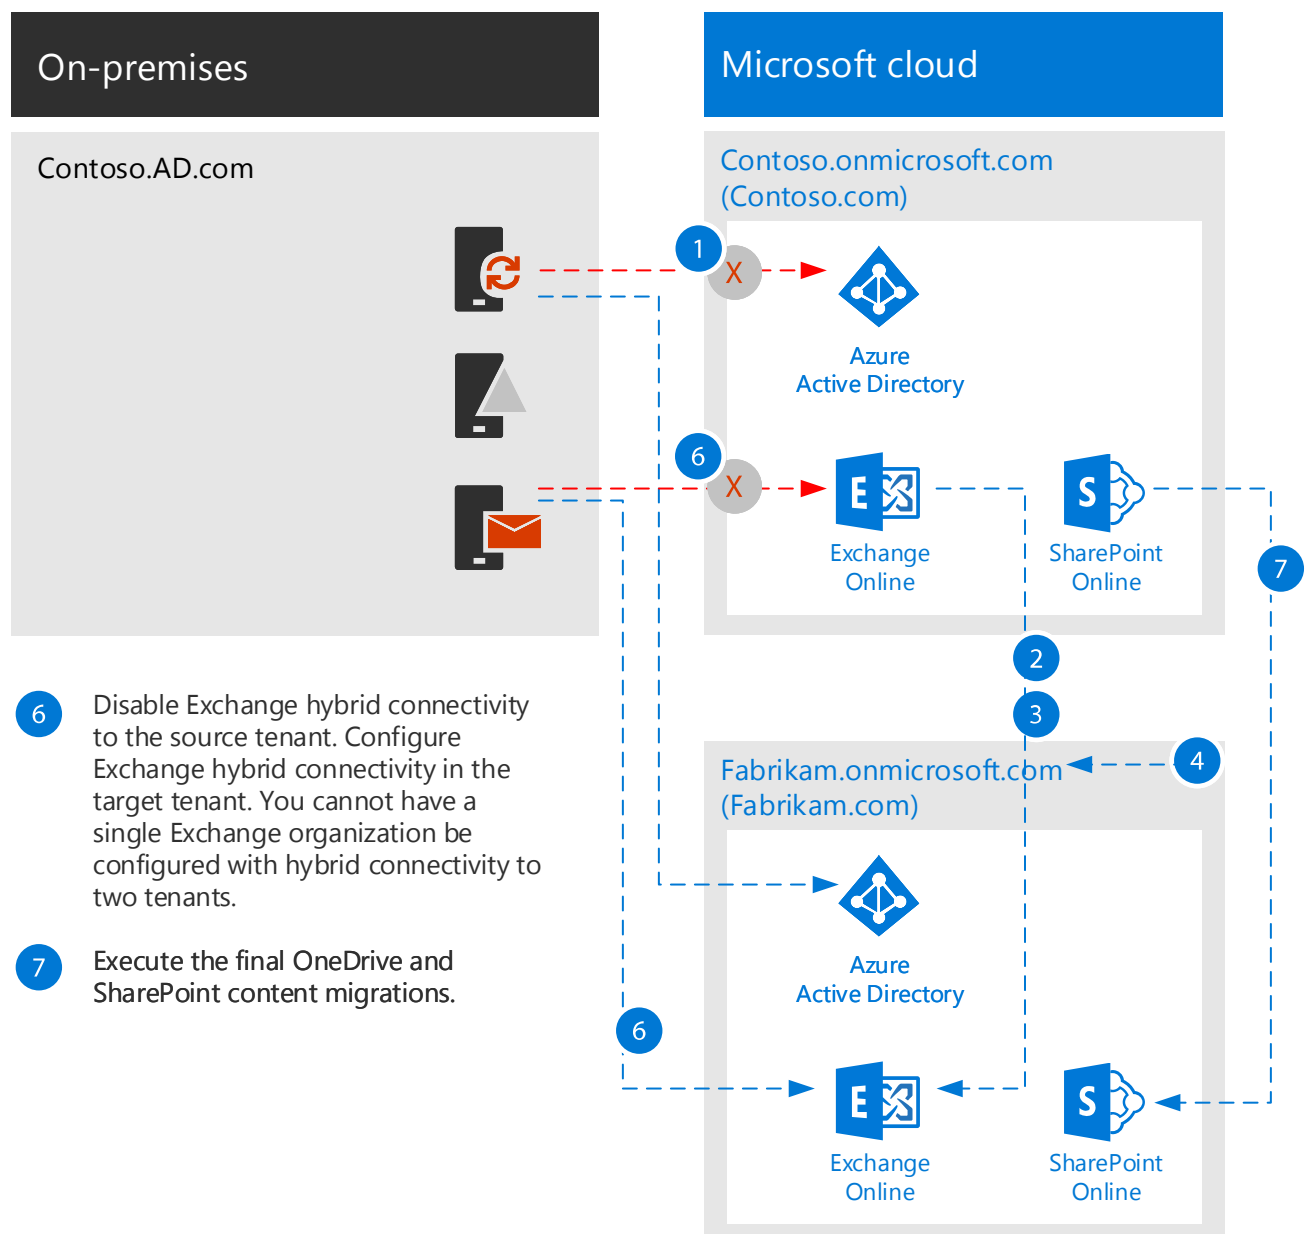 On-premises
Microsoft cloud
Contoso.AD.com
Contoso.onmicrosoft.com
(Contoso.com)
1
X
Azure
Active Directory
6
X
E
S
Exchange
Online
SharePoint
Online
7
2
3
4
6
Disable Exchange hybrid connectivity
to the source tenant. Configure
Exchange hybrid connectivity in the
target tenant. You cannot have a
single Exchange organization be
configured with hybrid connectivity to
two tenants.
7
Execute the final OneDrive and
SharePoint content migrations.
Fabrikam.onmicrosoft.com
(Fabrikam.com)
Azure
Active Directory
6
E
S
Exchange
Online
SharePoint
Online